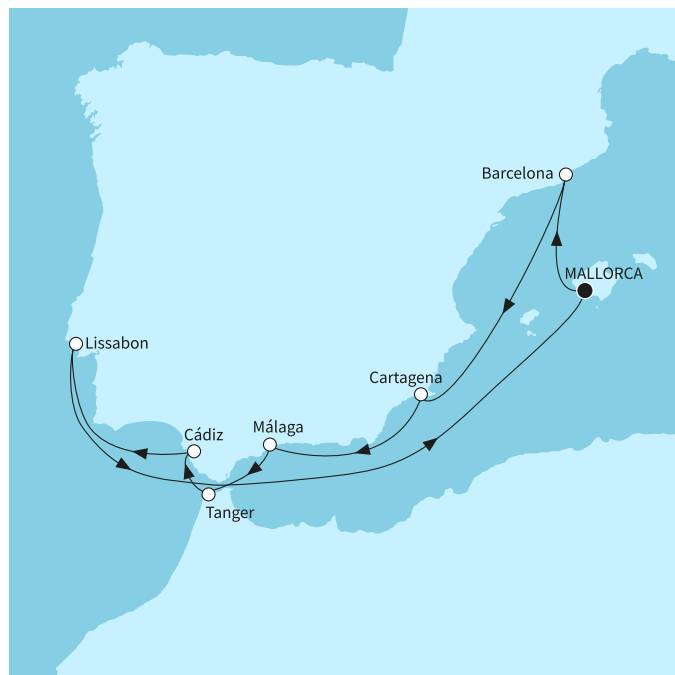 Barcelona
MALLORCA
Lissabon
Cartagena
Málaga
Cádiz
Tanger